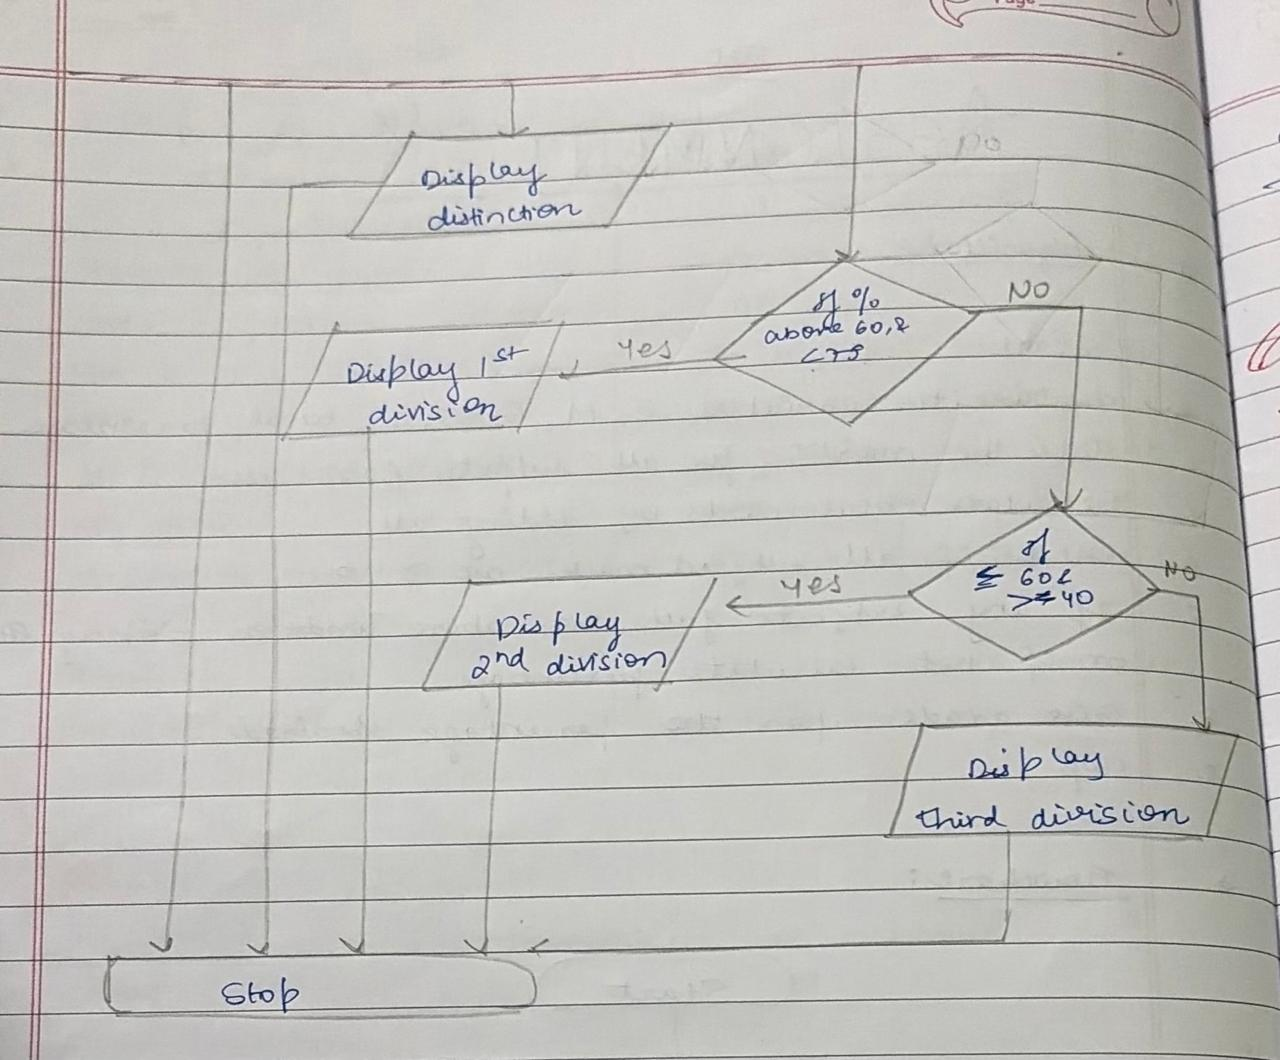 Page
Display
distinction
If %
above 60, &
< 75
NO
yes
Display 1st
division
If
≤ 60 &
>= 40
NO
yes
Display
2nd division
Display
third division
Stop